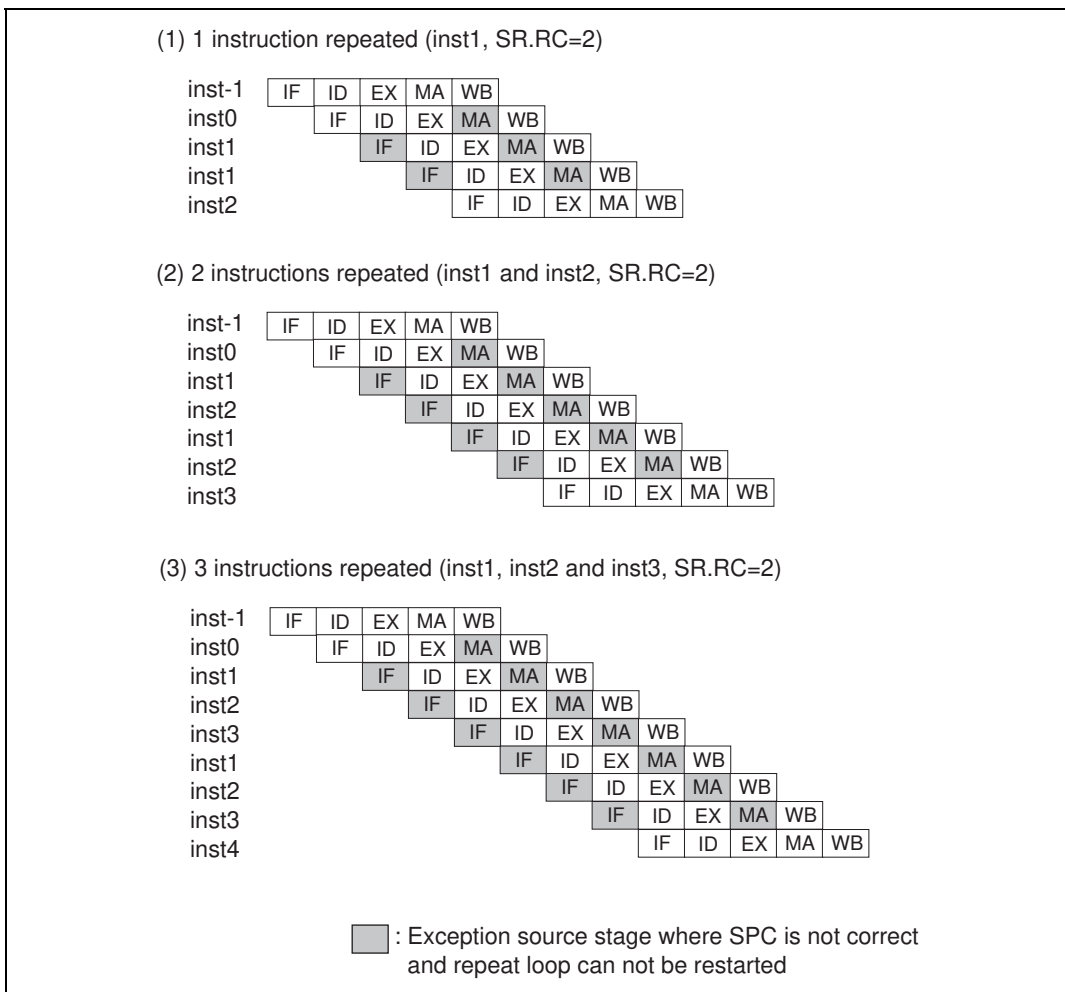 (1) 1 instruction repeated (inst1, SR.RC=2)
inst-1 IF ID EX MA WB
inst0 IF ID EX MA WB
inst1 IF ID EX MA WB
inst1 IF ID EX MA WB
inst2 IF ID EX MA WB
(2) 2 instructions repeated (inst1 and inst2, SR.RC=2)
inst-1 IF ID EX MA WB
inst0 IF ID EX MA WB
inst1 IF ID EX MA WB
inst2 IF ID EX MA WB
inst1 IF ID EX MA WB
inst2 IF ID EX MA WB
inst3 IF ID EX MA WB
(3) 3 instructions repeated (inst1, inst2 and inst3, SR.RC=2)
inst-1 IF ID EX MA WB
inst0 IF ID EX MA WB
inst1 IF ID EX MA WB
inst2 IF ID EX MA WB
inst3 IF ID EX MA WB
inst1 IF ID EX MA WB
inst2 IF ID EX MA WB
inst3 IF ID EX MA WB
inst4 IF ID EX MA WB
: Exception source stage where SPC is not correct
and repeat loop can not be restarted